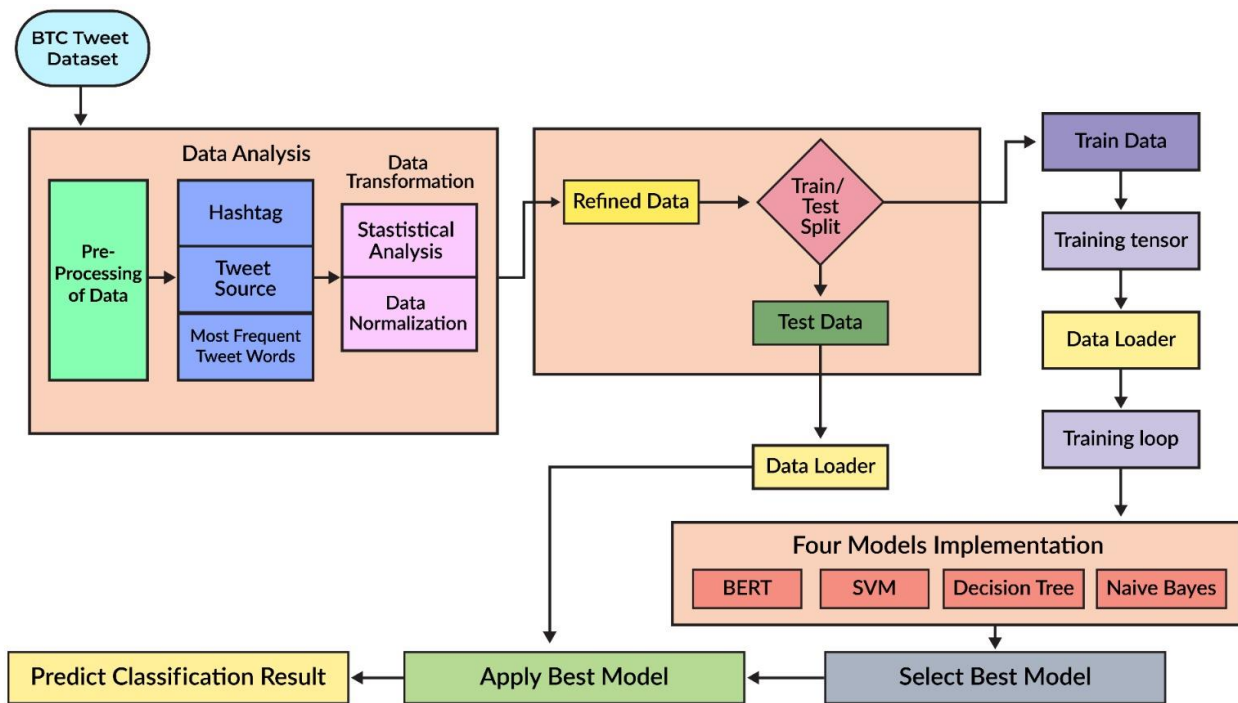 BTC Tweet
Dataset
Data Analysis
Pre-
Processing
of Data
Hashtag
Tweet
Source
Most Frequent
Tweet Words
Data
Transformation
Stastistical
Analysis
Data
Normalization
Refined Data
Train/
Test
Split
Test Data
Data Loader
Train Data
Training tensor
Data Loader
Training loop
Four Models Implementation
BERT
SVM
Decision Tree
Naive Bayes
Select Best Model
Apply Best Model
Predict Classification Result